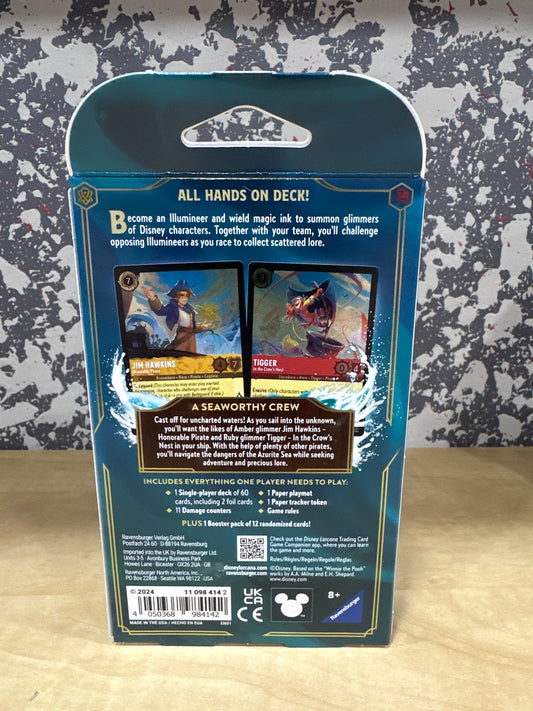 ALL HANDS ON DECK!
Become an Illumineer and wield magic ink to summon glimmers
of Disney characters. Together with your team, you'll challenge
opposing Illumineers as you race to collect scattered lore.
7
3
JIM HAWKINS
Honorable Pirate
7
TIGGER
In the Crow's Nest
A SEAWORTHY CREW
Cast off for uncharted waters! As you sail into the unknown,
you'll want the likes of Amber glimmer Jim Hawkins –
Honorable Pirate and Ruby glimmer Tigger – In the Crow's
Nest in your ship. With the help of plenty of other pirates,
you'll navigate the dangers of the Azurite Sea while seeking
adventure and precious lore.
INCLUDES EVERYTHING ONE PLAYER NEEDS TO PLAY:
1 Single-player deck of 60
cards, including 2 foil cards
11 Damage counters
1 Paper playmat
1 Paper tracker token
Game rules
PLUS 1 Booster pack of 12 randomized cards!
Ravensburger Verlag GmbH
Postfach 24 60 · D-88194 Ravensburg
Imported into the UK by Ravensburger Ltd.
Units 3-5 · Avonbury Business Park
Howes Lane · Bicester · OX26 2UA · GB
Ravensburger North America, Inc.
PO Box 22868 · Seattle WA 98122 · USA
disneylorcana.com
ravensburger.com
Check out the Disney Lorcana Trading Card
Game Companion app, where you can learn
the game and more.
Rules/Règles/Regeln/Regole/Reglas
©Disney. Based on the "Winnie the Pooh"
works by A.A. Milne and E.H. Shepard.
www.disney.com
© 2024
11 098 414 2
4 050368 984142
MADE IN THE USA / HECHO EN EUA
EN01
UK
CA
CE
8+
Ravensburger